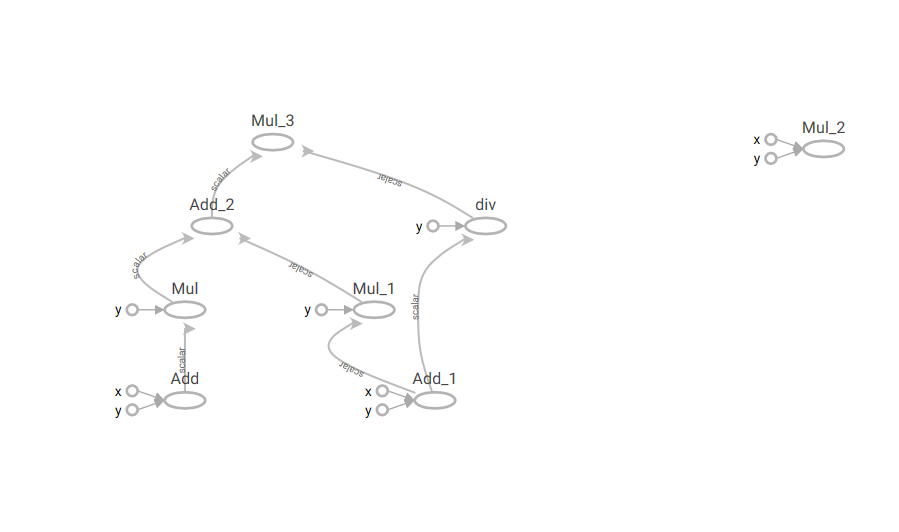 Mul_3
x
Mul_2
y
scalar
scalar
Add_2
div
y
scalar
scalar
Mul
Mul_1
y
y
scalar
scalar
scalar
Add
Add_1
x
x
y
y